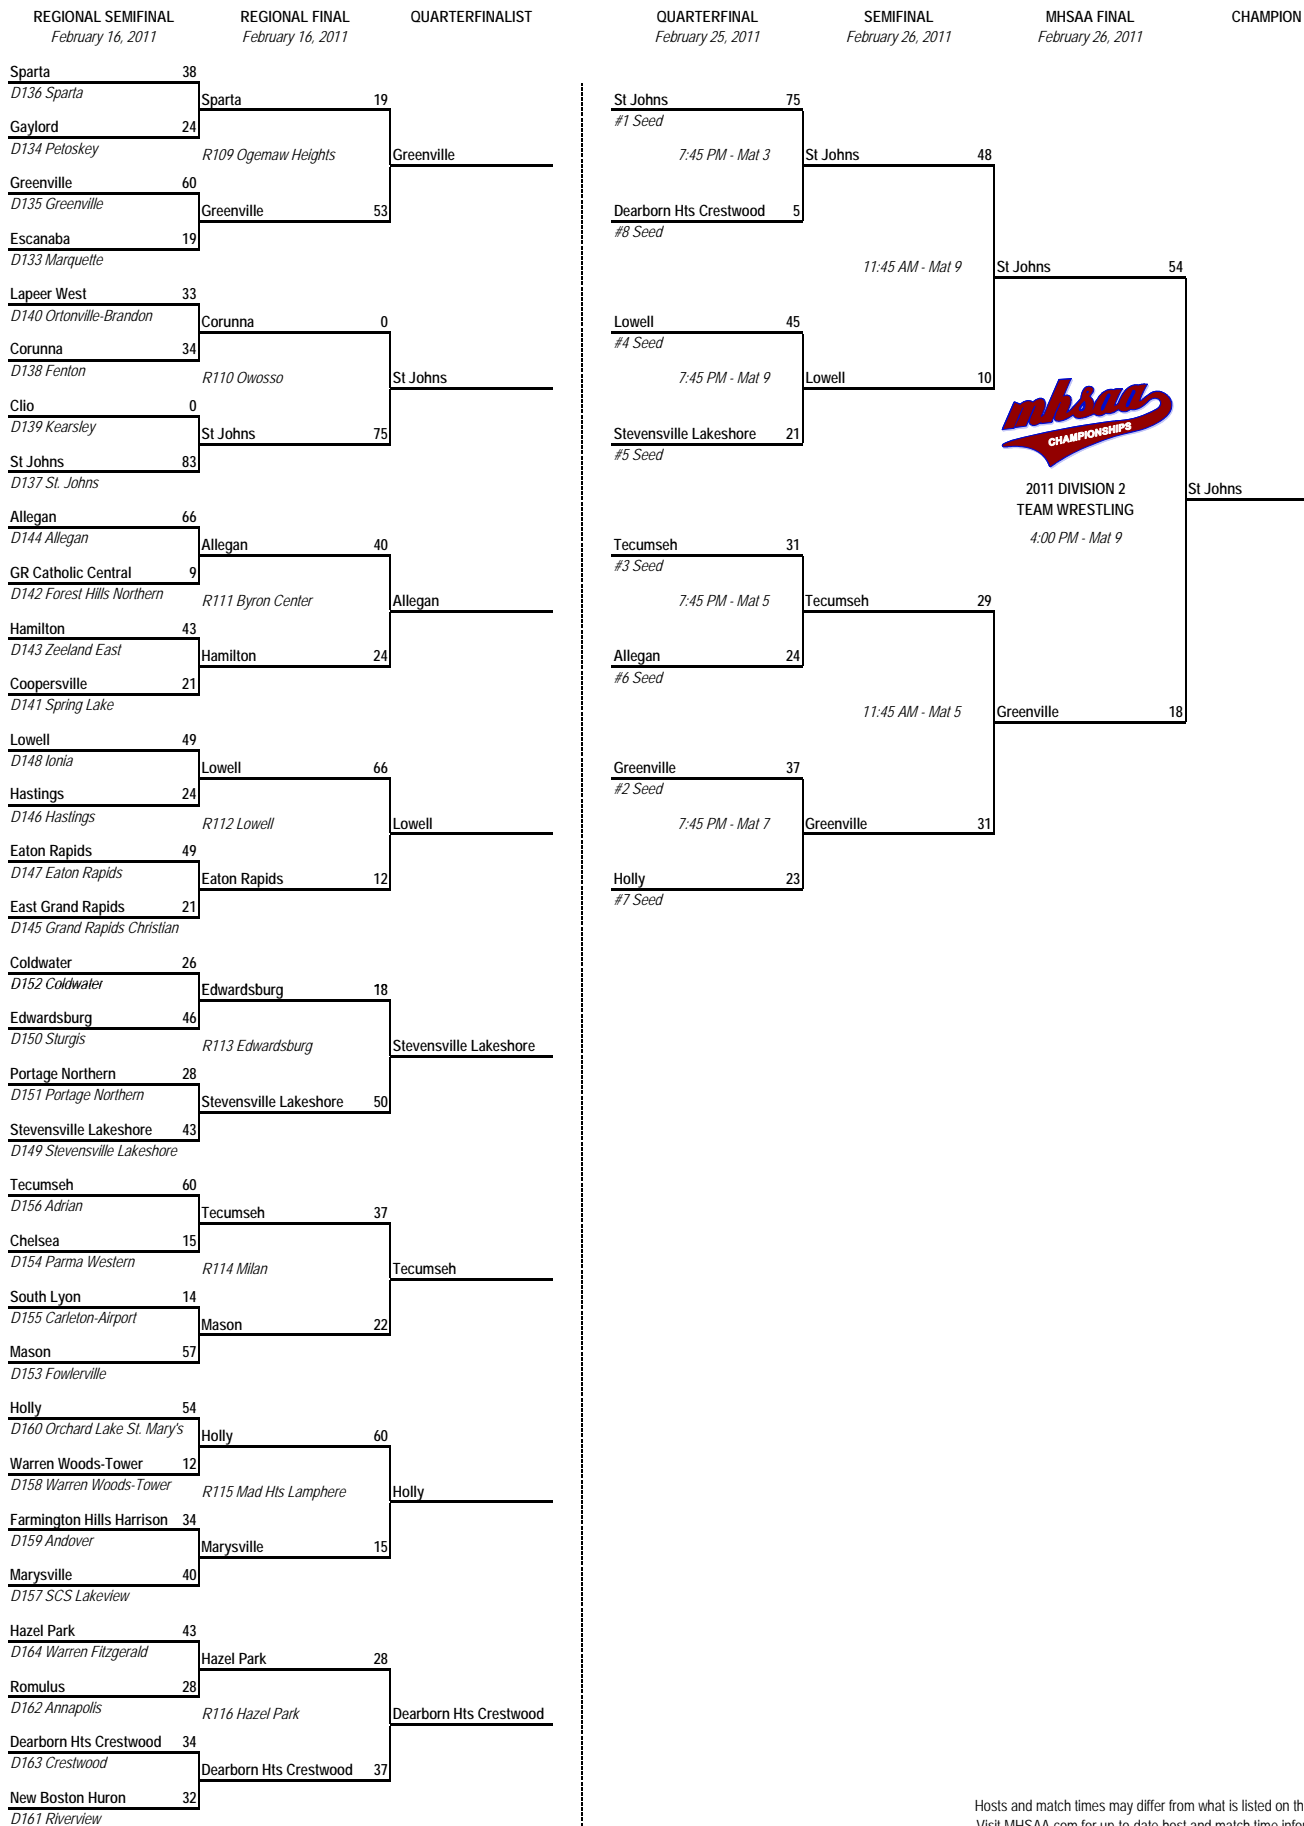 REGIONAL SEMIFINAL
February 16, 2011
REGIONAL FINAL
February 16, 2011
QUARTERFINALIST
QUARTERFINAL
February 25, 2011
SEMIFINAL
February 26, 2011
MHSAA FINAL
February 26, 2011
CHAMPION
Sparta 38
D136 Sparta
Gaylord 24
D134 Petoskey
Greenville 60
D135 Greenville
Escanaba 19
D133 Marquette
Lapeer West 33
D140 Ortonville-Brandon
Corunna 34
D138 Fenton
Clio 0
D139 Kearsley
St Johns 83
D137 St. Johns
Allegan 66
D144 Allegan
GR Catholic Central 9
D142 Forest Hills Northern
Hamilton 43
D143 Zeeland East
Coopersville 21
D141 Spring Lake
Lowell 49
D148 Ionia
Hastings 24
D146 Hastings
Eaton Rapids 49
D147 Eaton Rapids
East Grand Rapids 21
D145 Grand Rapids Christian
Coldwater 26
D152 Coldwater
Edwardsburg 46
D150 Sturgis
Portage Northern 28
D151 Portage Northern
Stevensville Lakeshore 43
D149 Stevensville Lakeshore
Tecumseh 60
D156 Adrian
Chelsea 15
D154 Parma Western
South Lyon 14
D155 Carleton-Airport
Mason 57
D153 Fowlerville
Holly 54
D160 Orchard Lake St. Mary's
Warren Woods-Tower 12
D158 Warren Woods-Tower
Farmington Hills Harrison 34
D159 Andover
Marysville 40
D157 SCS Lakeview
Hazel Park 43
D164 Warren Fitzgerald
Romulus 28
D162 Annapolis
Dearborn Hts Crestwood 34
D163 Crestwood
New Boston Huron 32
D161 Riverview
Sparta 19
R109 Ogemaw Heights
Greenville 53
Corunna 0
R110 Owosso
St Johns 75
Allegan 40
R111 Byron Center
Hamilton 24
Lowell 66
R112 Lowell
Eaton Rapids 12
Edwardsburg 18
R113 Edwardsburg
Stevensville Lakeshore 50
Tecumseh 37
R114 Milan
Mason 22
Holly 60
R115 Mad Hts Lamphere
Marysville 15
Hazel Park 28
R116 Hazel Park
Dearborn Hts Crestwood 37
Greenville
St Johns
Allegan
Lowell
Stevensville Lakeshore
Tecumseh
Holly
Dearborn Hts Crestwood
St Johns 75
#1 Seed
7:45 PM - Mat 3
Dearborn Hts Crestwood 5
#8 Seed
Lowell 45
#4 Seed
7:45 PM - Mat 9
Stevensville Lakeshore 21
#5 Seed
Tecumseh 31
#3 Seed
7:45 PM - Mat 5
Allegan 24
#6 Seed
Greenville 37
#2 Seed
7:45 PM - Mat 7
Holly 23
#7 Seed
St Johns 48
11:45 AM - Mat 9
Lowell 10
Tecumseh 29
11:45 AM - Mat 5
Greenville 31
St Johns 54
mhsaa
CHAMPIONSHIPS
2011 DIVISION 2
TEAM WRESTLING
4:00 PM - Mat 9
Greenville 18
St Johns
Hosts and match times may differ from what is listed on th
Visit MHSAA.com for up to date host and match time infor